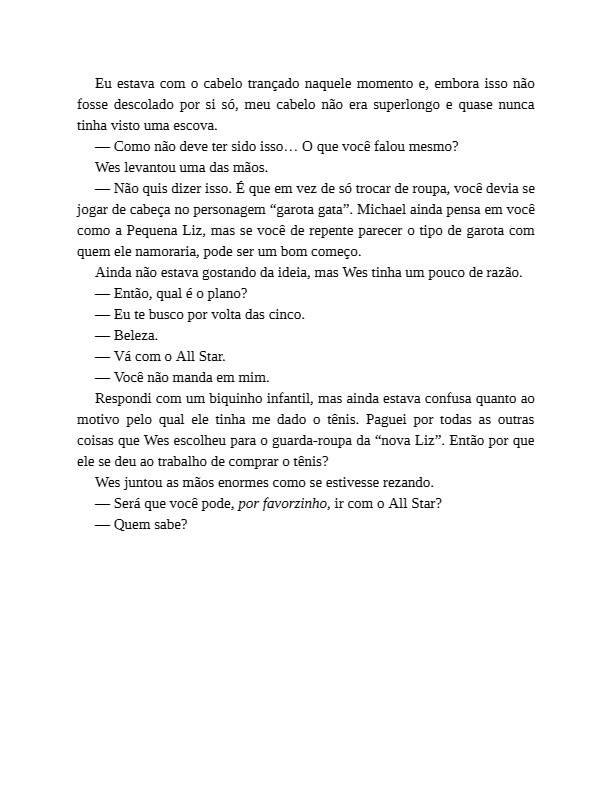 Eu estava com o cabelo trançado naquele momento e, embora isso não
fosse descolado por si só, meu cabelo não era superlongo e quase nunca
tinha visto uma escova.
— Como não deve ter sido isso… O que você falou mesmo?
Wes levantou uma das mãos.
— Não quis dizer isso. É que em vez de só trocar de roupa, você devia se
jogar de cabeça no personagem “garota gata”. Michael ainda pensa em você
como a Pequena Liz, mas se você de repente parecer o tipo de garota com
quem ele namoraria, pode ser um bom começo.
Ainda não estava gostando da ideia, mas Wes tinha um pouco de razão.
— Então, qual é o plano?
— Eu te busco por volta das cinco.
— Beleza.
— Vá com o All Star.
— Você não manda em mim.
Respondi com um biquinho infantil, mas ainda estava confusa quanto ao
motivo pelo qual ele tinha me dado o tênis. Paguei por todas as outras
coisas que Wes escolheu para o guarda-roupa da “nova Liz”. Então por que
ele se deu ao trabalho de comprar o tênis?
Wes juntou as mãos enormes como se estivesse rezando.
— Será que você pode, por favorzinho, ir com o All Star?
— Quem sabe?